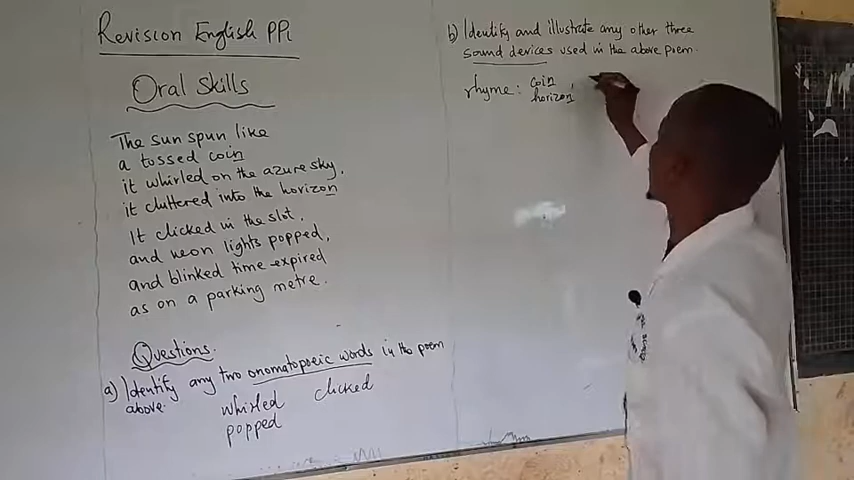 Revision English PP1
Oral Skills
The sun spun like
a tossed coin
it whirled on the azure sky,
it cluttered into the horizon
it clicked in the slot,
and neon lights popped,
and blinked time-expired
as on a parking metre.
Questions.
a) Identify any two onomatopoeic words in the poem
above.
whirled clicked
popped
b) Identify and illustrate any other three
sound devices used in the above poem.
rhyme: coin
horizon